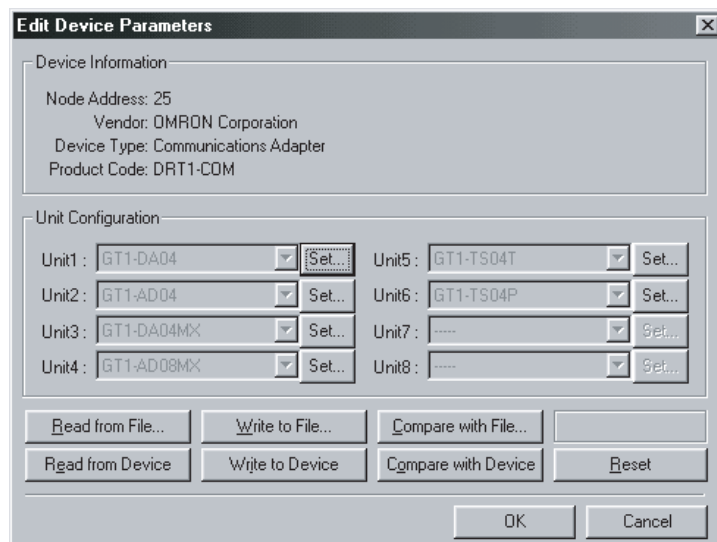 Edit Device Parameters
Device Information
Node Address: 25
Vendor: OMRON Corporation
Device Type: Communications Adapter
Product Code: DRT1-COM
Unit Configuration
Unit1 : GT1-DA04 Set... Unit5 : GT1-TS04T Set...
Unit2 : GT1-AD04 Set... Unit6 : GT1-TS04P Set...
Unit3 : GT1-DA04MX Set... Unit7 : ----- Set...
Unit4 : GT1-AD08MX Set... Unit8 : ----- Set...
Read from File... Write to File... Compare with File...
Read from Device Write to Device Compare with Device Reset
OK Cancel